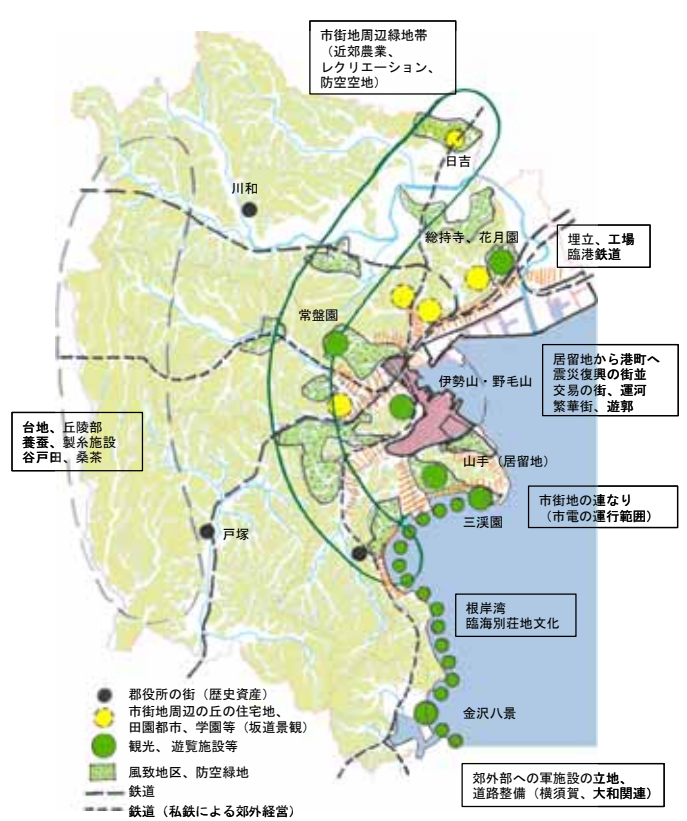 市街地周辺緑地帯
（近郊農業、
レクリエーション、
防空空地）
日吉
川和
総持寺、花月園
埋立、工場
臨港鉄道
常盤園
居留地から港町へ
震災復興の街並
交易の街、運河
繁華街、遊郭
伊勢山・野毛山
台地、丘陵部
養蚕、製糸施設
谷戸田、桑茶
山手（居留地）
市街地の連なり
（市電の運行範囲）
三渓園
戸塚
根岸湾
臨海別荘地文化
金沢八景
郡役所の街（歴史資産）
市街地周辺の丘の住宅地、
田園都市、学園等（坂道景観）
観光、遊覧施設等
風致地区、防空緑地
鉄道
鉄道（私鉄による郊外経営）
郊外部への軍施設の立地、
道路整備（横須賀、大和関連）